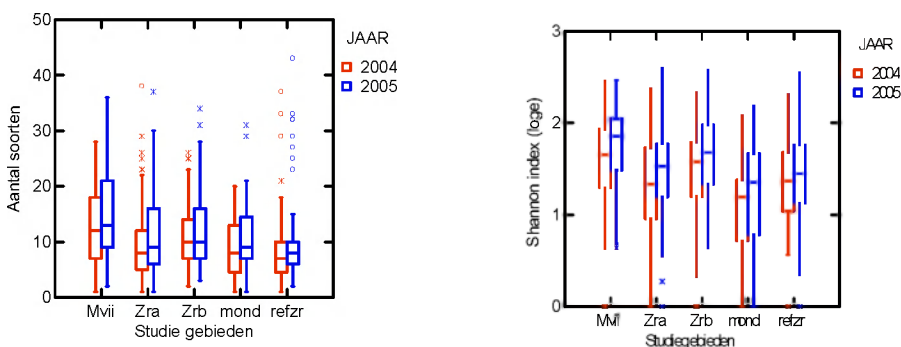 50
40
30
20
10
0
Aantal soorten
Mvii Zra Zrb mond refzr
Studie gebieden
JAAR
2004
2005
3
2
1
0
Shannon index (loge)
Mvii Zra Zrb mond refzr
Studiegebieden
JAAR
2004
2005